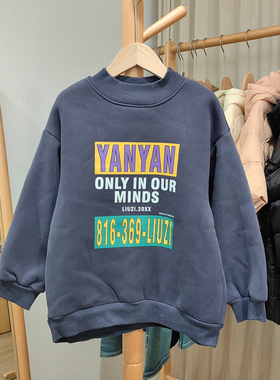 YANYAN
ONLY IN OUR
MINDS
LIUZI.20XX
816-369-LIUZI